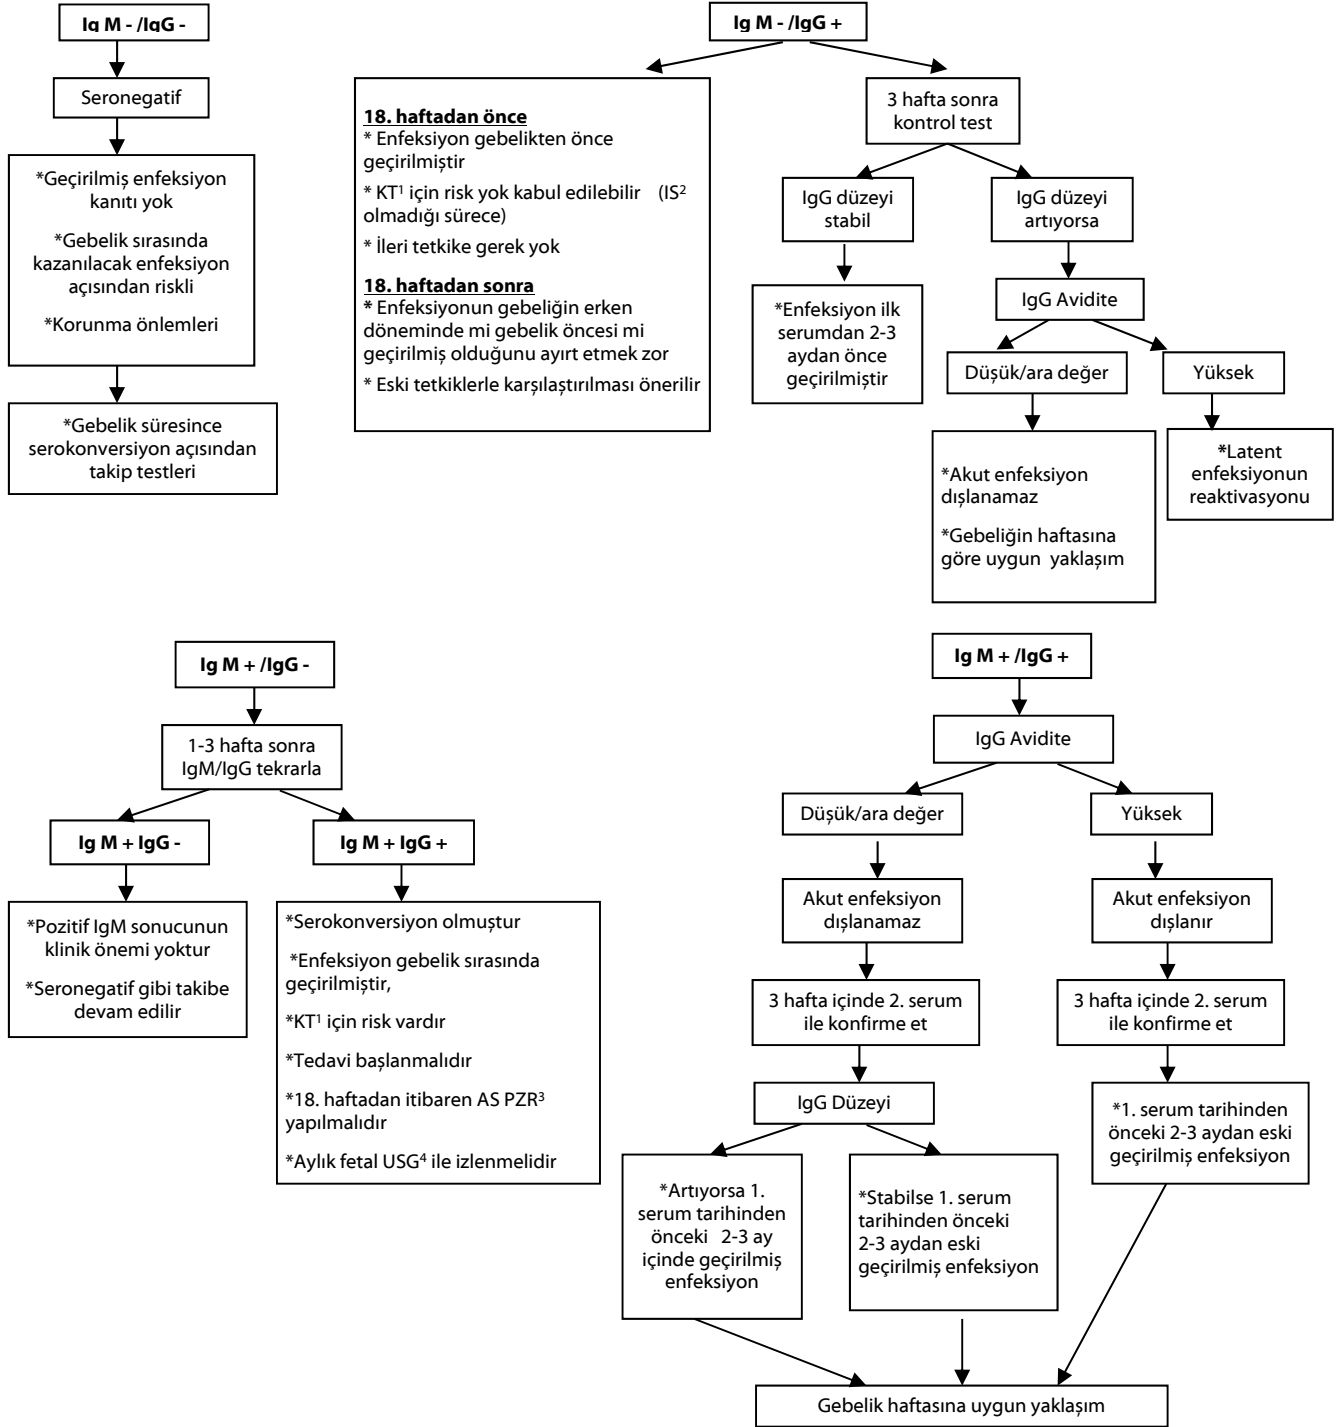 Ig M - /IgG -
Seronegatif
*Geçirilmiş enfeksiyon
kanıtı yok
*Gebelik sırasında
kazanılacak enfeksiyon
açısından riskli
*Korunma önlemleri
*Gebelik süresince
serokonversiyon açısından
takip testleri
Ig M - /IgG +
18. haftadan önce
* Enfeksiyon gebelikten önce
geçirilmiştir
* KT¹ için risk yok kabul edilebilir (IS²
olmadığı sürece)
* İleri tetkike gerek yok
18. haftadan sonra
* Enfeksiyonun gebeliğin erken
döneminde mi gebelik öncesi mi
geçirilmiş olduğunu ayırt etmek zor
* Eski tetkiklerle karşılaştırılması önerilir
3 hafta sonra
kontrol test
IgG düzeyi
stabil
*Enfeksiyon ilk
serumdan 2-3
aydan önce
geçirilmiştir
IgG düzeyi
artıyorsa
IgG Avidite
Düşük/ara değer
*Akut enfeksiyon
dışlanamaz
*Gebeliğin haftasına
göre uygun yaklaşım
Yüksek
*Latent
enfeksiyonun
reaktivasyonu
Ig M + /IgG -
1-3 hafta sonra
IgM/IgG tekrarla
Ig M + IgG -
*Pozitif IgM sonucunun
klinik önemi yoktur
*Seronegatif gibi takibe
devam edilir
Ig M + IgG +
*Serokonversiyon olmuştur
*Enfeksiyon gebelik sırasında
geçirilmiştir,
*KT¹ için risk vardır
*Tedavi başlanmalıdır
*18. haftadan itibaren AS PZR³
yapılmalıdır
*Aylık fetal USG⁴ ile izlenmelidir
Ig M + /IgG +
IgG Avidite
Düşük/ara değer
Akut enfeksiyon
dışlanamaz
3 hafta içinde 2. serum
ile konfirme et
IgG Düzeyi
*Artıyorsa 1.
serum tarihinden
önceki 2-3 ay
içinde geçirilmiş
enfeksiyon
*Stabilse 1. serum
tarihinden önceki
2-3 aydan eski
geçirilmiş enfeksiyon
Yüksek
Akut enfeksiyon
dışlanır
3 hafta içinde 2. serum
ile konfirme et
*1. serum tarihinden
önceki 2-3 aydan eski
geçirilmiş enfeksiyon
Gebelik haftasına uygun yaklaşım